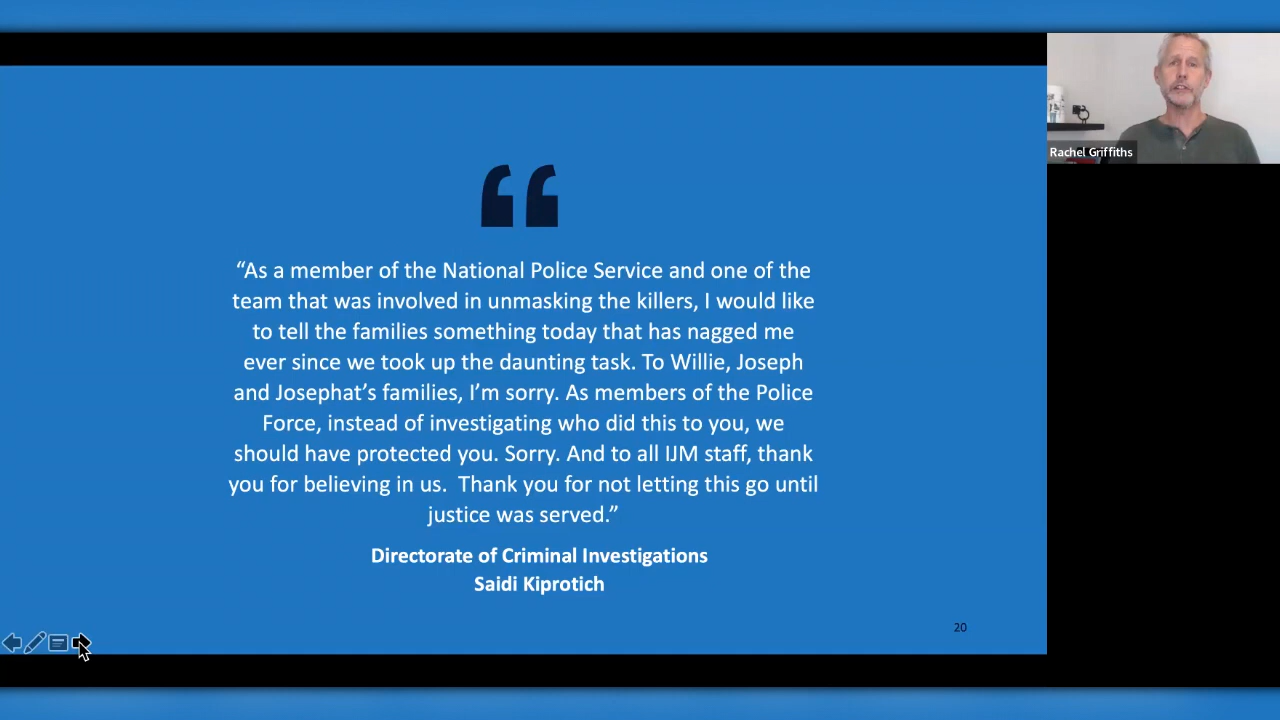 “As a member of the National Police Service and one of the
team that was involved in unmasking the killers, I would like
to tell the families something today that has nagged me
ever since we took up the daunting task. To Willie, Joseph
and Josephat’s families, I’m sorry. As members of the Police
Force, instead of investigating who did this to you, we
should have protected you. Sorry. And to all IJM staff, thank
you for believing in us.  Thank you for not letting this go until
justice was served.”
Directorate of Criminal Investigations
Saidi Kiprotich
20
Rachel Griffiths